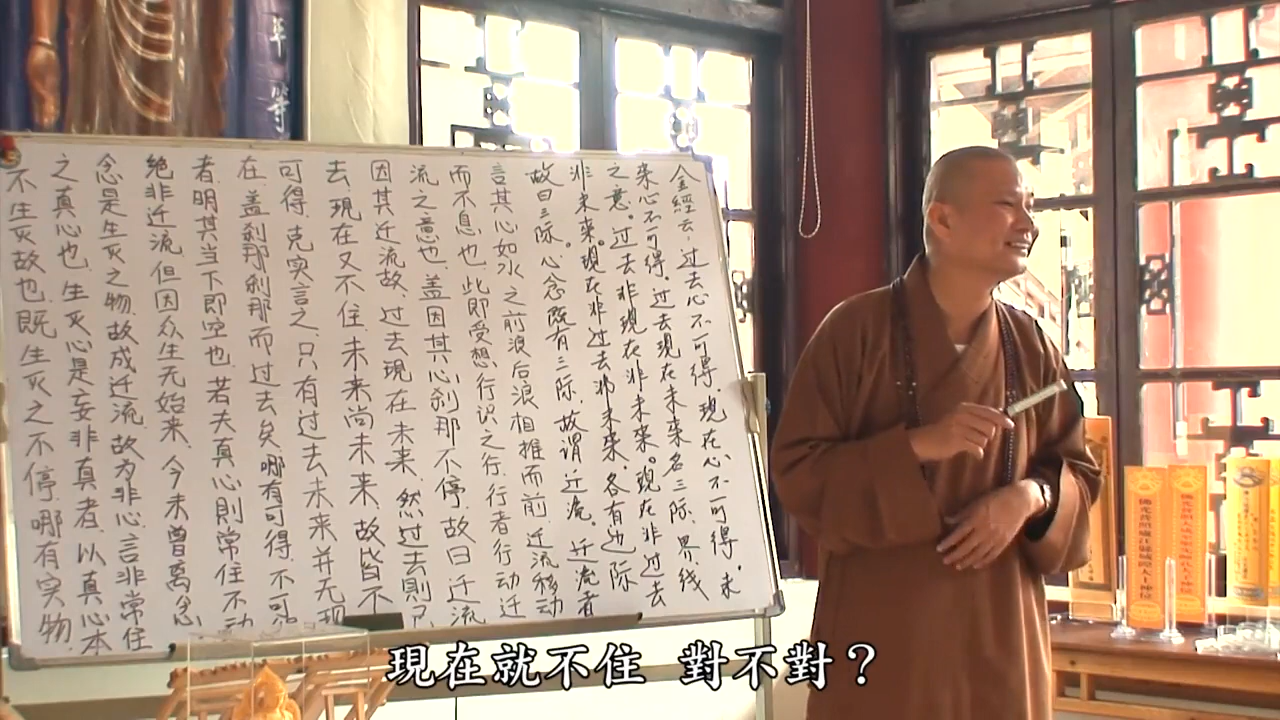 金經云，过去心不可得，现在心不可得，未
来心不可得，过去现在未来名三际，界线
之意。过去非现在非未来。现在非过去
非未来。现在非过去沸未来，各有边际
故曰三际。心念既有三际，故谓迁流。迁流者
言其心如水，之前浪后浪相推而前，迁流移动
而不息也，此即受想行识之行，行者行动迁
流之意也，盖因其心刹那不停，故曰迁流
因其迁流故，过去现在未来，然过去则已
去，现在又不住，未来尚未来，故皆不
可得，克实言之，只有过去未来并无现
在，盖刹那刹那而过去矣，哪有可得，不可得
者，明其当下即空也，若夫真心则常住不动
绝非迁流，但因众生无始来，今未曾离念
念是生灭之物，故成迁流，故为非心，言非常住
之真心也，生灭心是妄非真者，以真心本
不生灭故也，既生灭之不停，哪有实物
等
現在就不住 對不對？